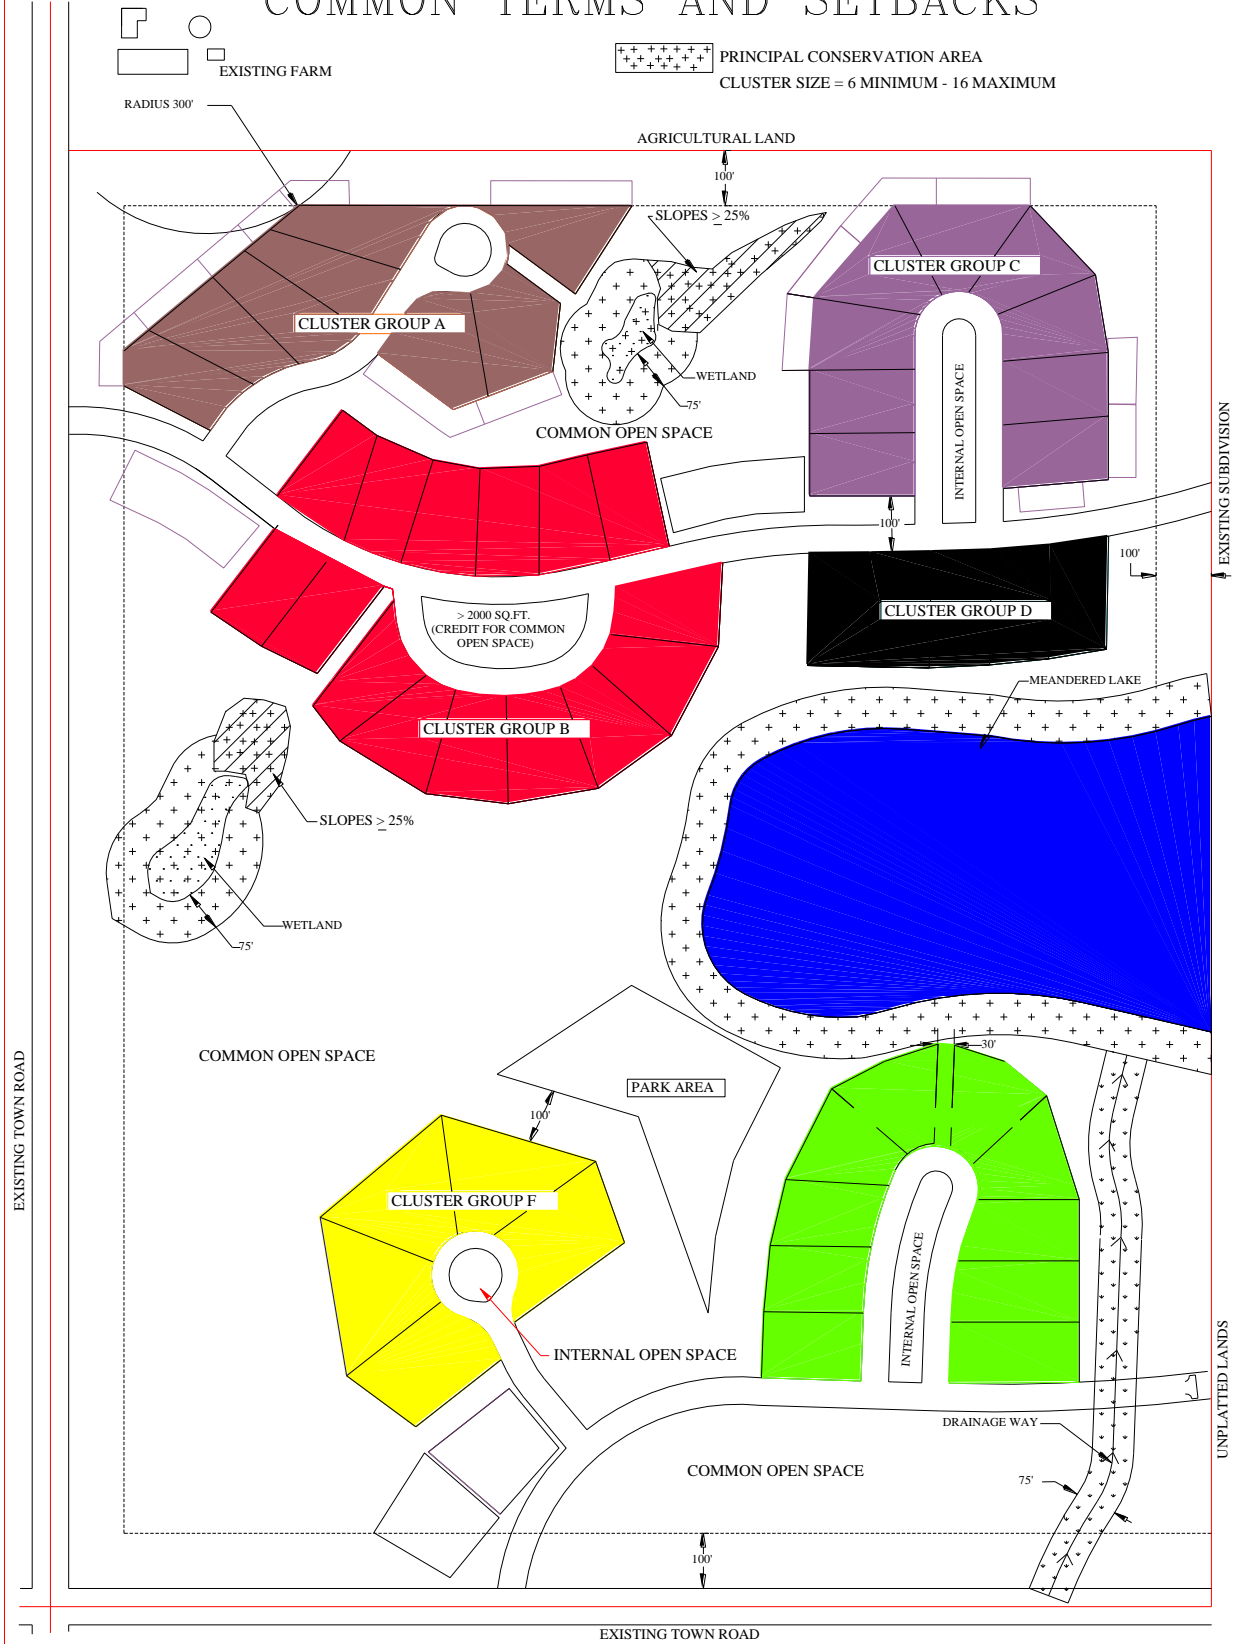 COMMON TERMS AND SETBACKS
EXISTING FARM
PRINCIPAL CONSERVATION AREA
CLUSTER SIZE = 6 MINIMUM - 16 MAXIMUM
RADIUS 300'
AGRICULTURAL LAND
100'
SLOPES ≥ 25%
CLUSTER GROUP C
CLUSTER GROUP A
WETLAND
75'
COMMON OPEN SPACE
INTERNAL OPEN SPACE
EXISTING SUBDIVISION
100'
100'
> 2000 SQ.FT.
(CREDIT FOR COMMON
OPEN SPACE)
CLUSTER GROUP D
MEANDERED LAKE
CLUSTER GROUP B
SLOPES ≥ 25%
WETLAND
75'
COMMON OPEN SPACE
30'
PARK AREA
100'
EXISTING TOWN ROAD
CLUSTER GROUP F
INTERNAL OPEN SPACE
INTERNAL OPEN SPACE
UNPLATTED LANDS
DRAINAGE WAY
COMMON OPEN SPACE
75'
100'
EXISTING TOWN ROAD